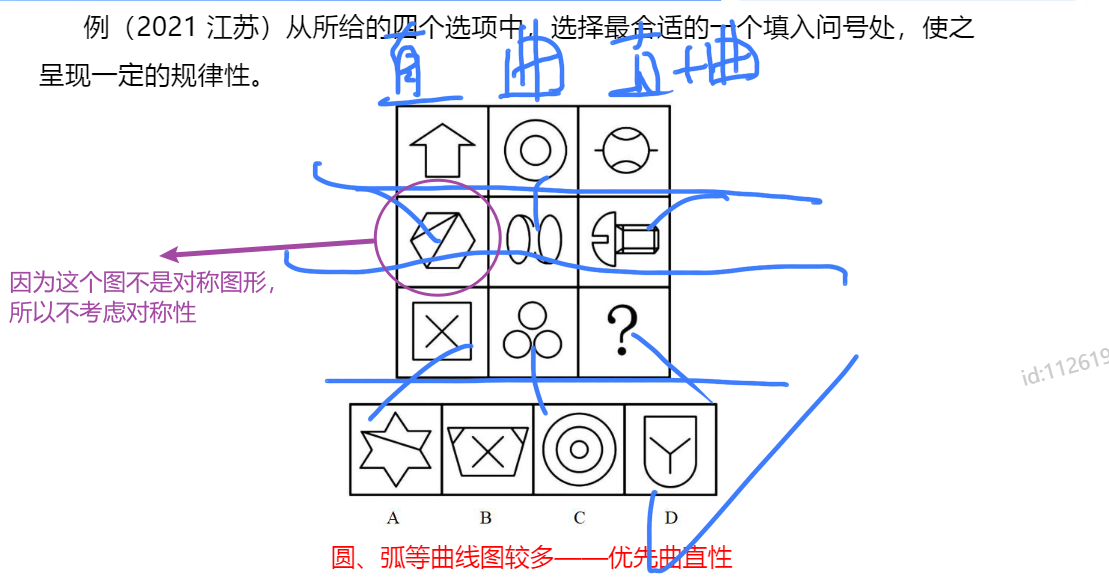 例（2021 江苏）从所给的四个选项中，选择最合适的一个填入问号处，使之
呈现一定的规律性。
直 曲 直+曲
因为这个图不是对称图形，
所以不考虑对称性
?
A B C D
圆、弧等曲线图较多——优先曲直性
id:112619